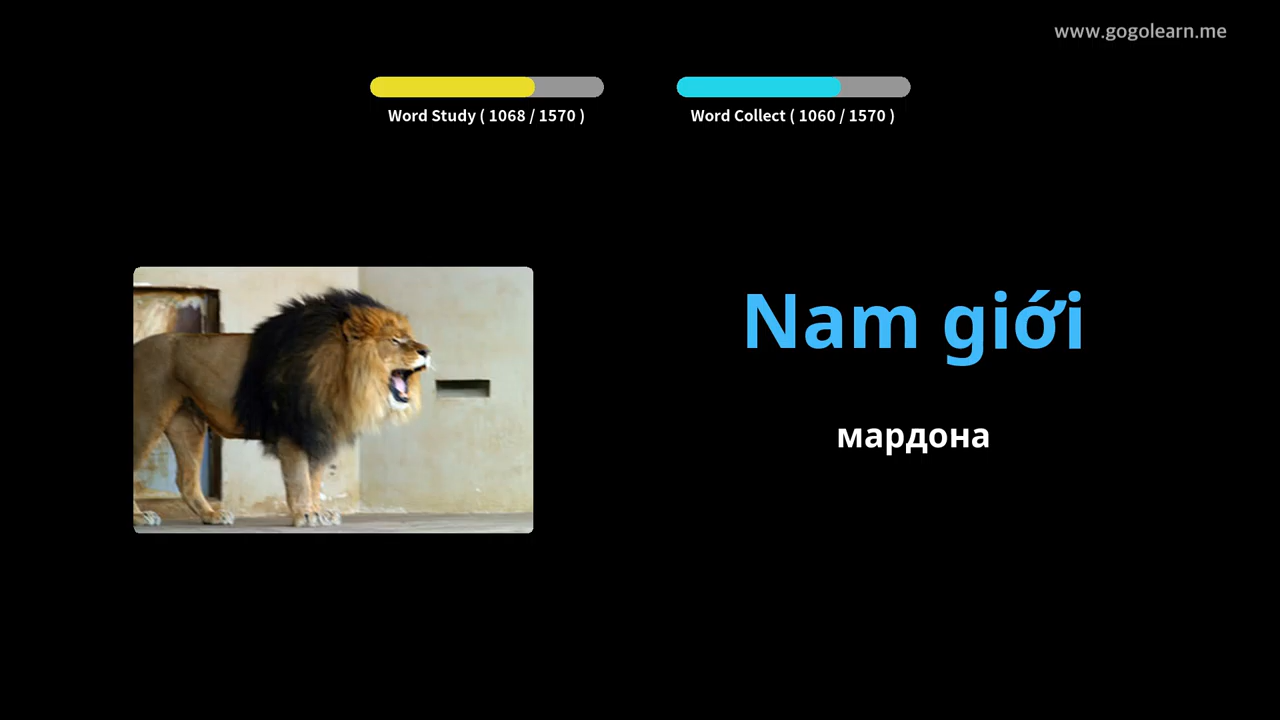 www.gogolearn.me
Word Study ( 1068 / 1570 )
Word Collect ( 1060 / 1570 )
Nam giới
мардона